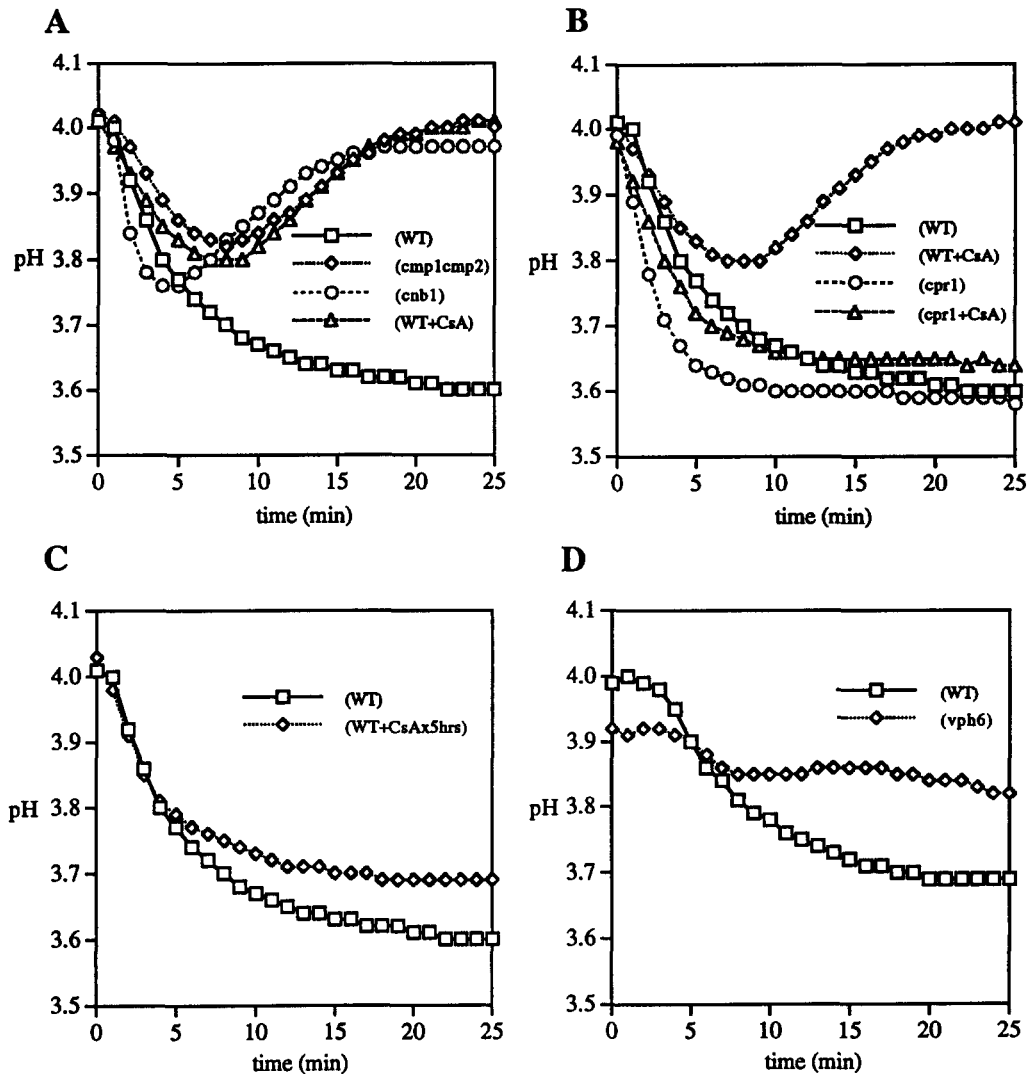 A
4.1
4.0
3.9
3.8
3.7
3.6
3.5
pH
0 5 10 15 20 25
time (min)
(WT)
(cmp1cmp2)
(cnb1)
(WT+CsA)
B
4.1
4.0
3.9
3.8
3.7
3.6
3.5
pH
0 5 10 15 20 25
time (min)
(WT)
(WT+CsA)
(cpr1)
(cpr1+CsA)
C
4.1
4.0
3.9
3.8
3.7
3.6
3.5
pH
0 5 10 15 20 25
time (min)
(WT)
(WT+CsAx5hrs)
D
4.1
4.0
3.9
3.8
3.7
3.6
3.5
pH
0 5 10 15 20 25
time (min)
(WT)
(vph6)